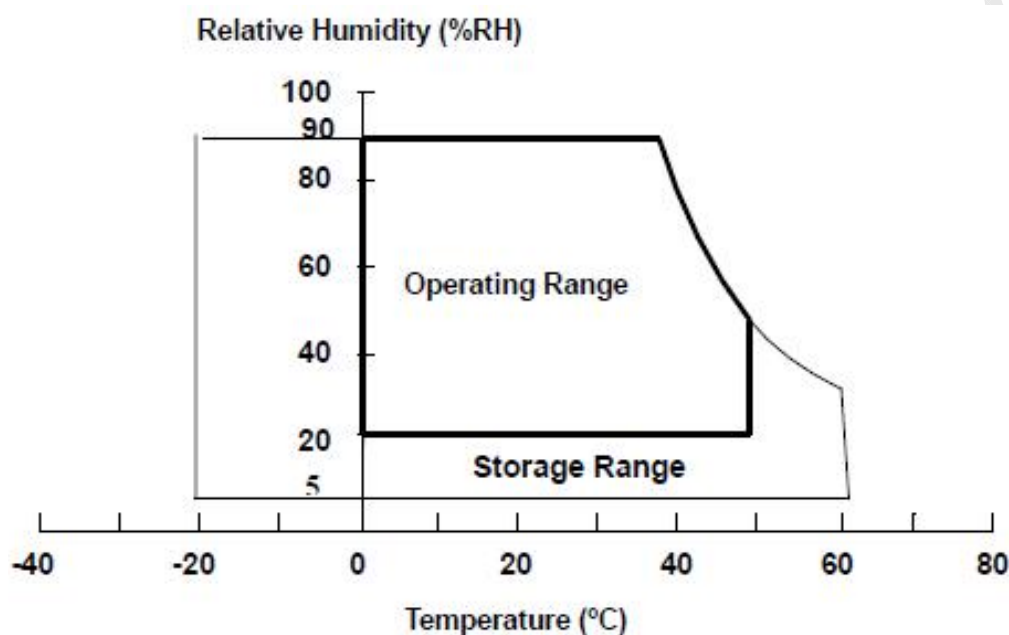 Relative Humidity (%RH)
100
90
80
60
Operating Range
40
20
Storage Range
5
-40 -20 0 20 40 60 80
Temperature (ºC)